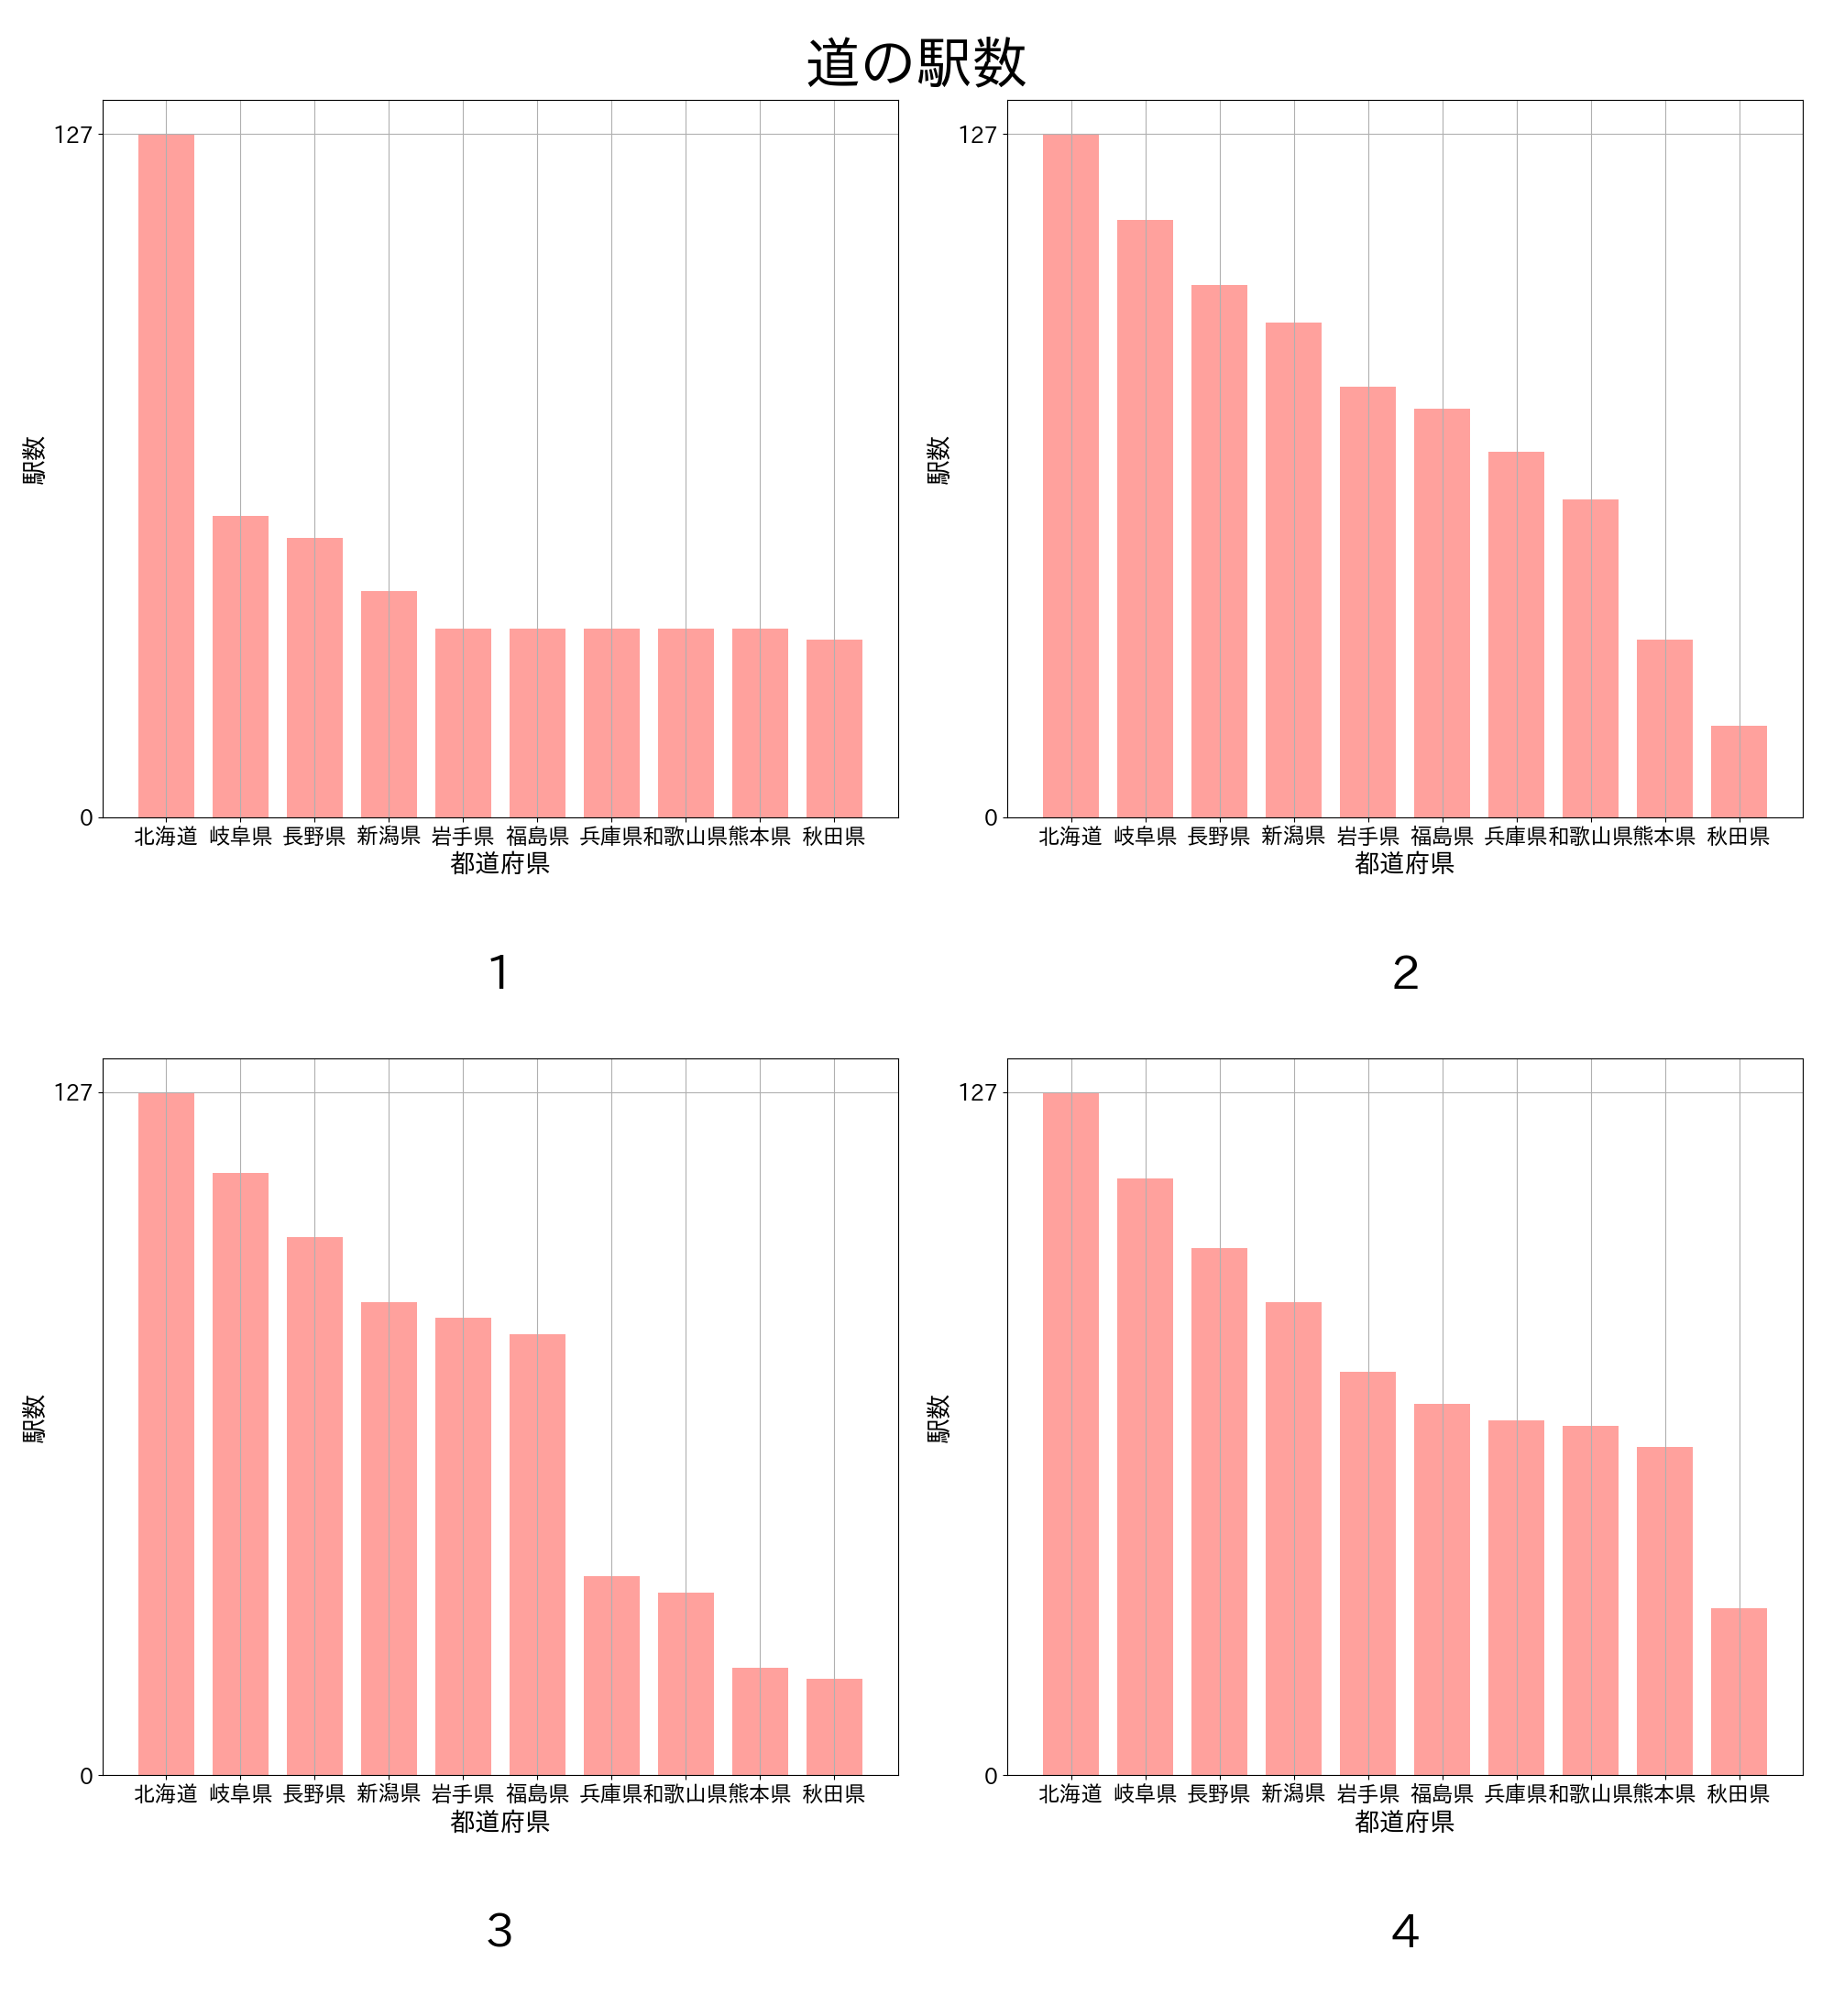 道の駅数
127
0
駅数
北海道 岐阜県 長野県 新潟県 岩手県 福島県 兵庫県 和歌山県 熊本県 秋田県
都道府県
1
127
0
駅数
北海道 岐阜県 長野県 新潟県 岩手県 福島県 兵庫県 和歌山県 熊本県 秋田県
都道府県
2
127
0
駅数
北海道 岐阜県 長野県 新潟県 岩手県 福島県 兵庫県 和歌山県 熊本県 秋田県
都道府県
3
127
0
駅数
北海道 岐阜県 長野県 新潟県 岩手県 福島県 兵庫県 和歌山県 熊本県 秋田県
都道府県
4